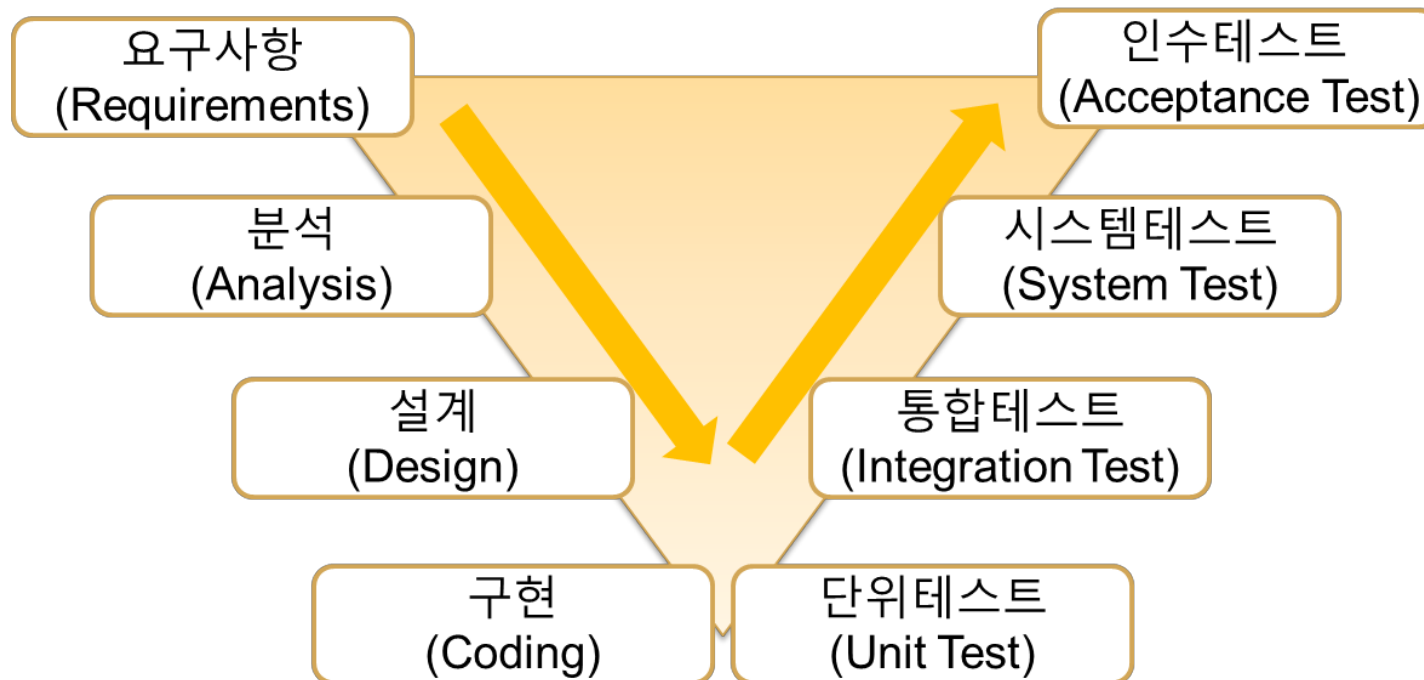 요구사항
(Requirements)
인수테스트
(Acceptance Test)
분석
(Analysis)
시스템테스트
(System Test)
설계
(Design)
통합테스트
(Integration Test)
구현
(Coding)
단위테스트
(Unit Test)